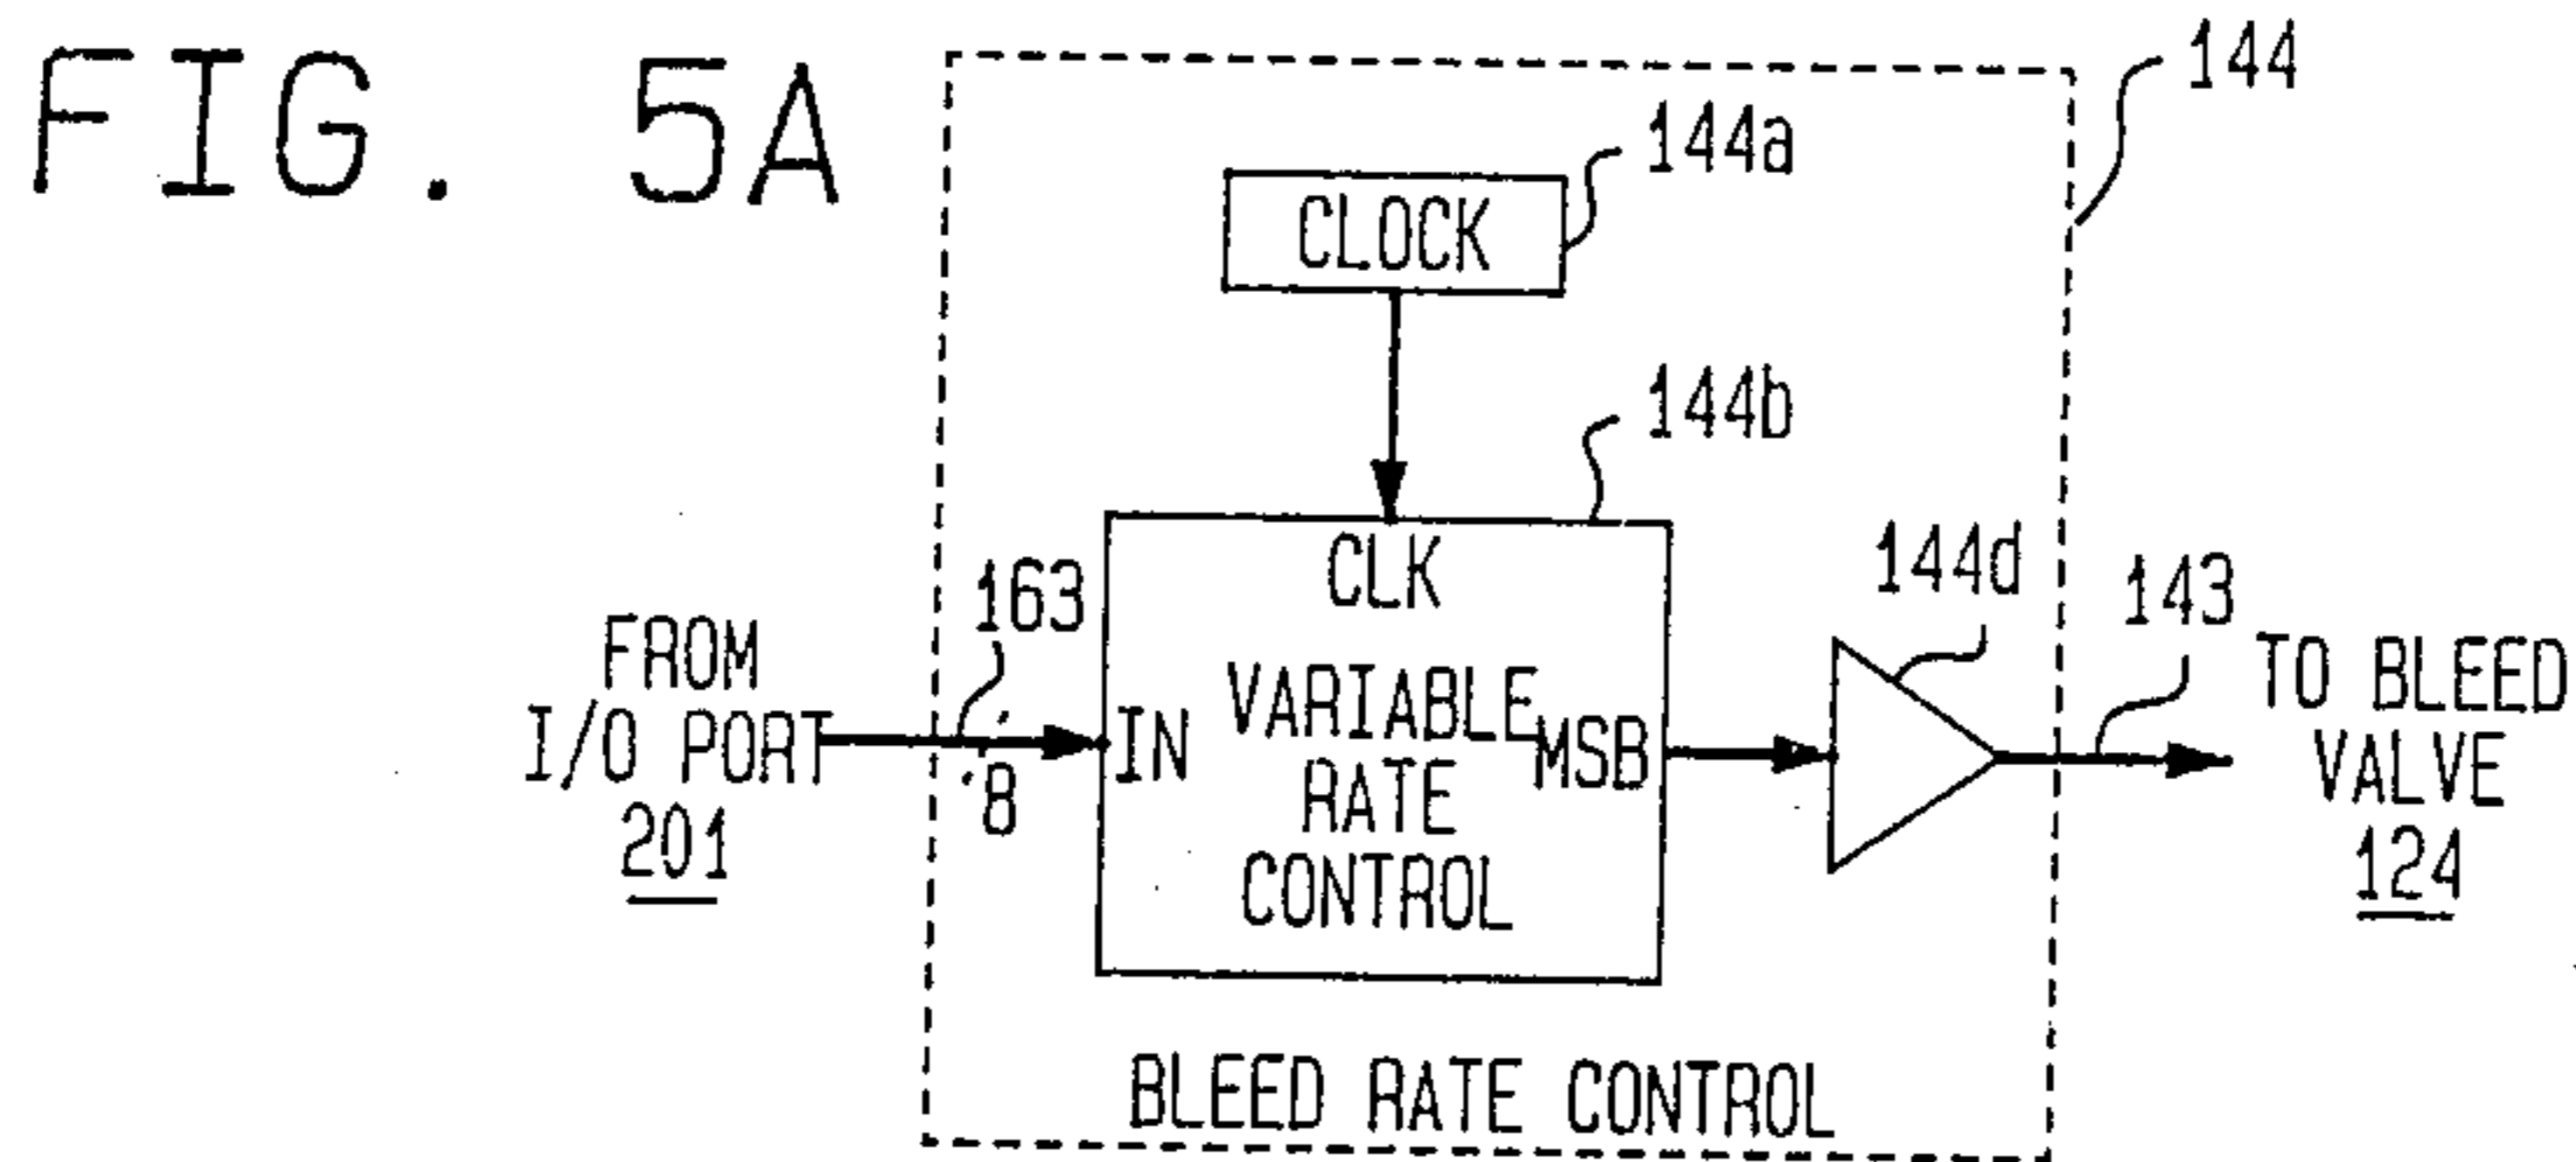 FIG. 5A
144
144a
CLOCK
144b
CLK
144d
143
163
FROM
I/O PORT
201
8
IN
VARIABLE
RATE
CONTROL
MSB
TO BLEED
VALVE
124
BLEED RATE CONTROL